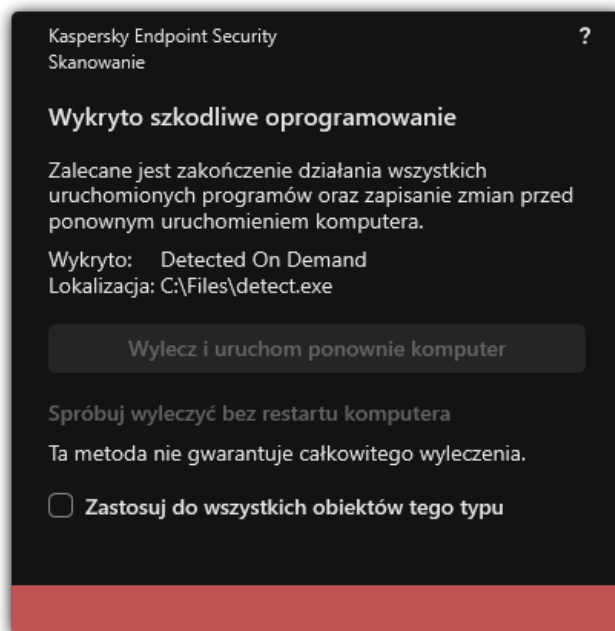 Kaspersky Endpoint Security
?
Skanowanie
Wykryto szkodliwe oprogramowanie
Zalecane jest zakończenie działania wszystkich
uruchomionych programów oraz zapisanie zmian przed
ponownym uruchomieniem komputera.
Wykryto: Detected On Demand
Lokalizacja: C:\Files\detect.exe
Wylecz i uruchom ponownie komputer
Spróbuj wyleczyć bez restartu komputera
Ta metoda nie gwarantuje całkowitego wyleczenia.
Zastosuj do wszystkich obiektów tego typu